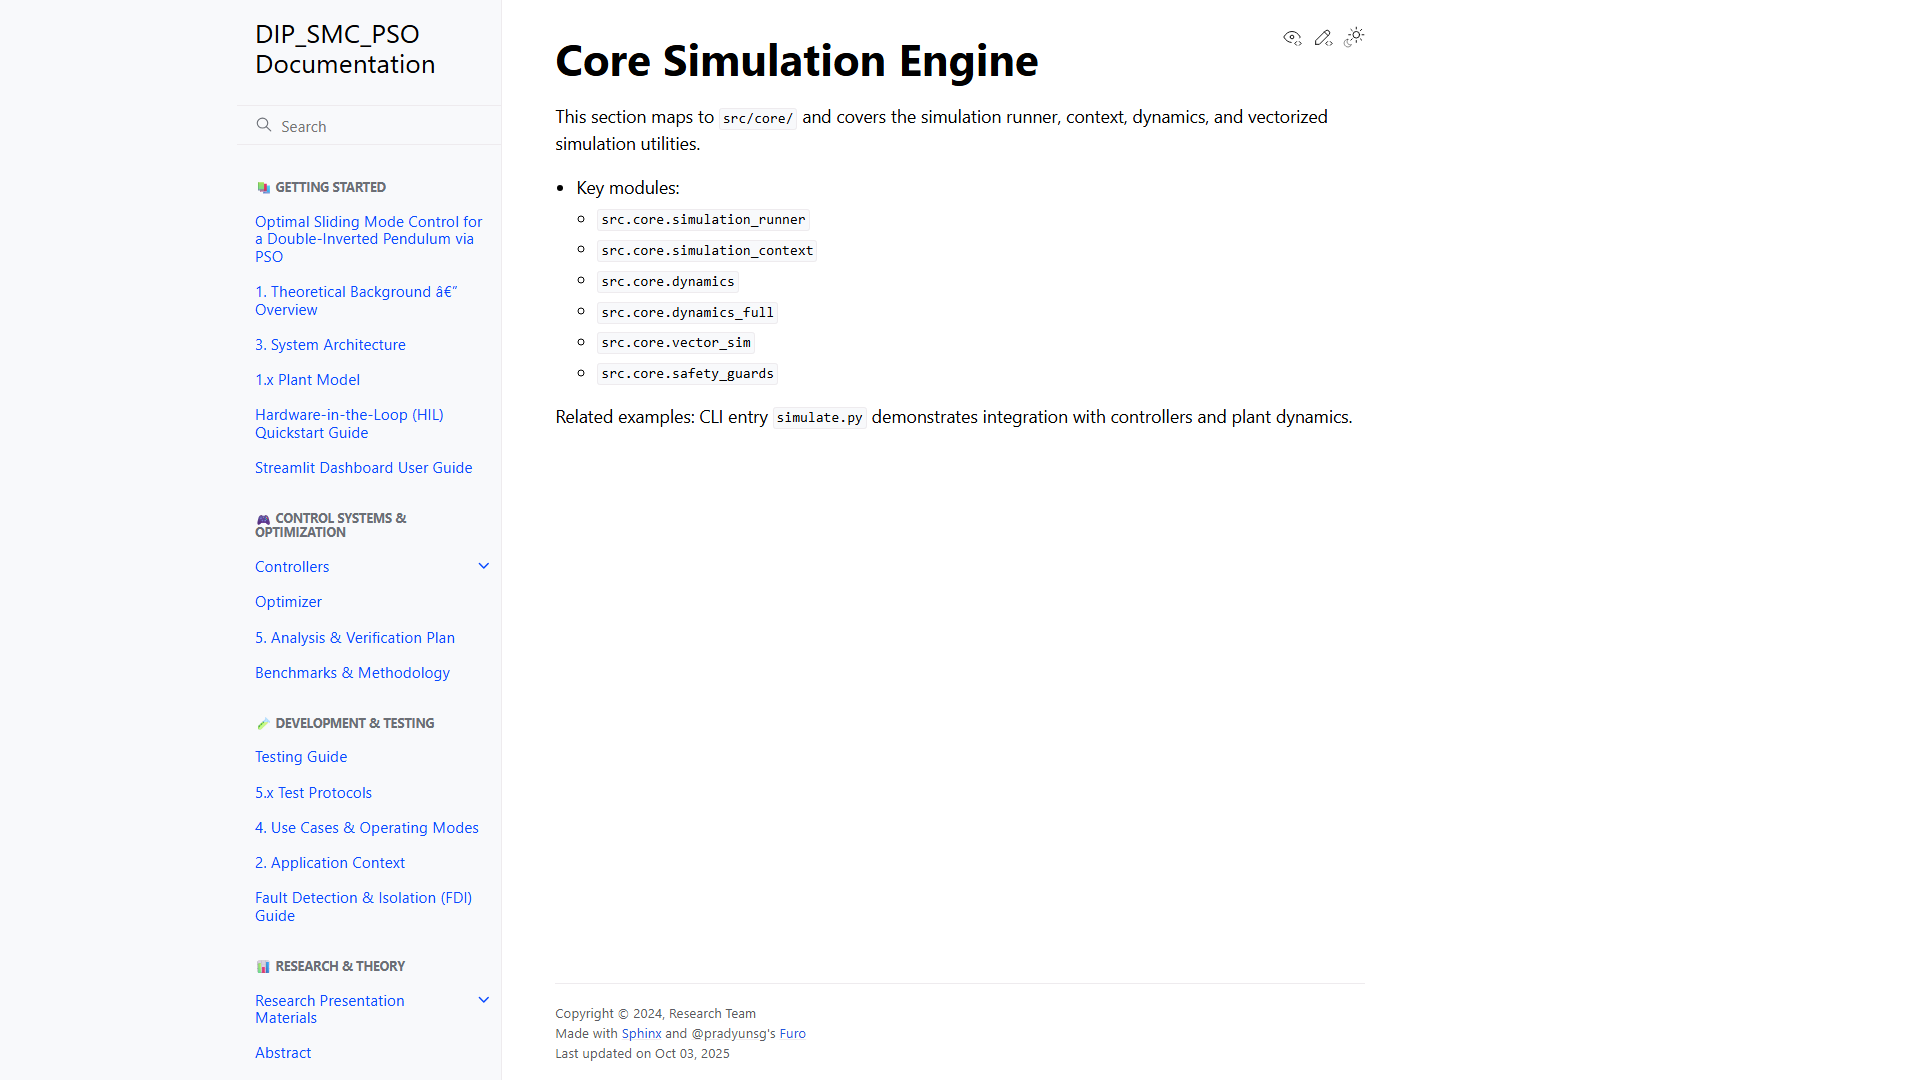 DIP_SMC_PSO
Documentation
Search
GETTING STARTED
Optimal Sliding Mode Control for
a Double-Inverted Pendulum via
PSO
1. Theoretical Background â€”
Overview
3. System Architecture
1.x Plant Model
Hardware-in-the-Loop (HIL)
Quickstart Guide
Streamlit Dashboard User Guide
CONTROL SYSTEMS &
OPTIMIZATION
Controllers
Optimizer
5. Analysis & Verification Plan
Benchmarks & Methodology
DEVELOPMENT & TESTING
Testing Guide
5.x Test Protocols
4. Use Cases & Operating Modes
2. Application Context
Fault Detection & Isolation (FDI)
Guide
RESEARCH & THEORY
Research Presentation
Materials
Abstract
Core Simulation Engine
This section maps to src/core/ and covers the simulation runner, context, dynamics, and vectorized
simulation utilities.
Key modules:
src.core.simulation_runner
src.core.simulation_context
src.core.dynamics
src.core.dynamics_full
src.core.vector_sim
src.core.safety_guards
Related examples: CLI entry simulate.py demonstrates integration with controllers and plant dynamics.
Copyright © 2024, Research Team
Made with Sphinx and @pradyunsg's Furo
Last updated on Oct 03, 2025